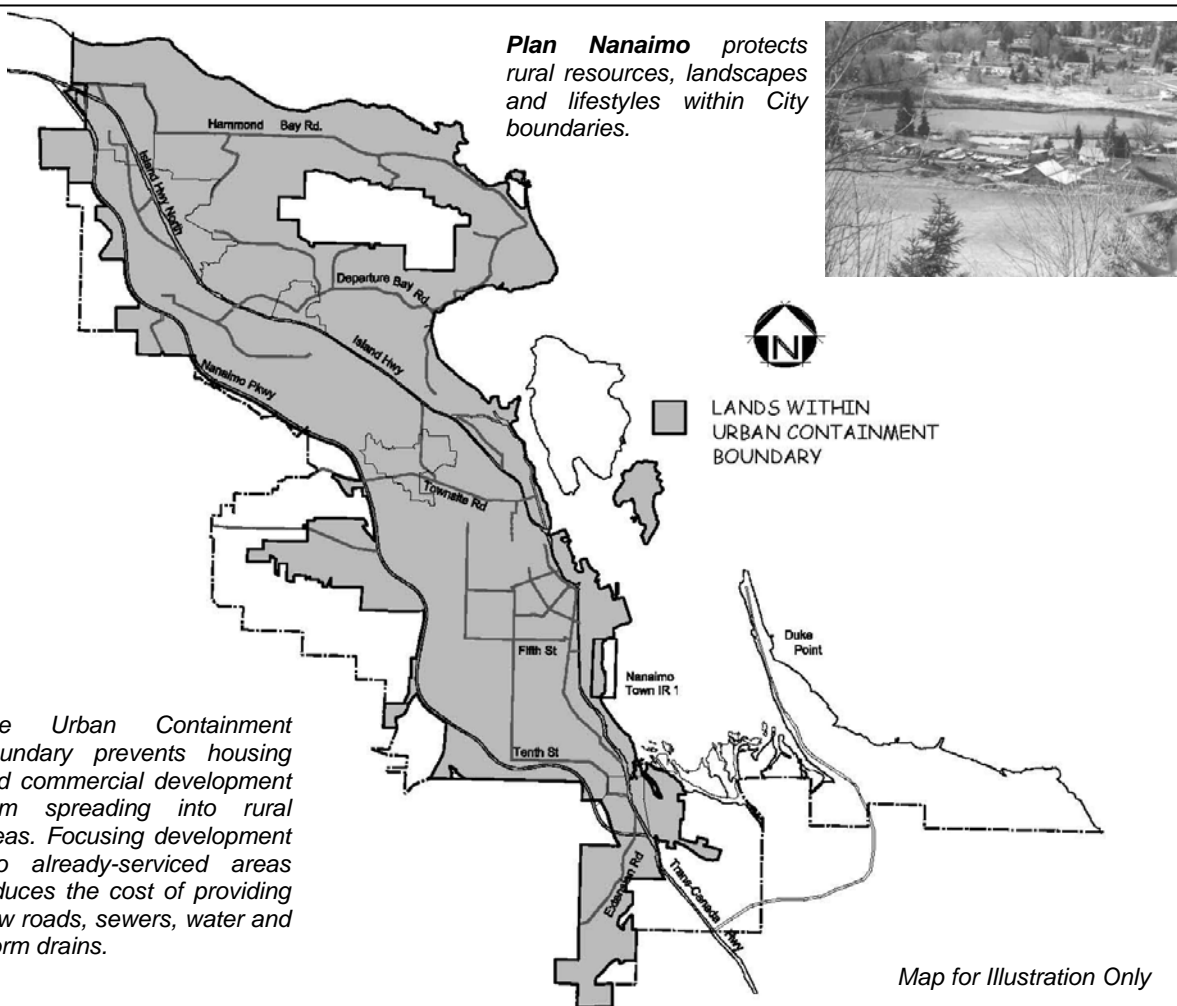 Plan Nanaimo protects
rural resources, landscapes
and lifestyles within City
boundaries.
Hammond Bay Rd.
Island Hwy North
Departure Bay Rd.
Island Hwy
Nanaimo Pkwy
N
LANDS WITHIN
URBAN CONTAINMENT
BOUNDARY
Townsite Rd
Fifth St
Nanaimo
Town IR 1
Duke
Point
Tenth St
Extension Rd
Trans-Canada Hwy
e Urban Containment
undary prevents housing
d commercial development
m spreading into rural
eas. Focusing development
o already-serviced areas
duces the cost of providing
w roads, sewers, water and
orm drains.
Map for Illustration Only